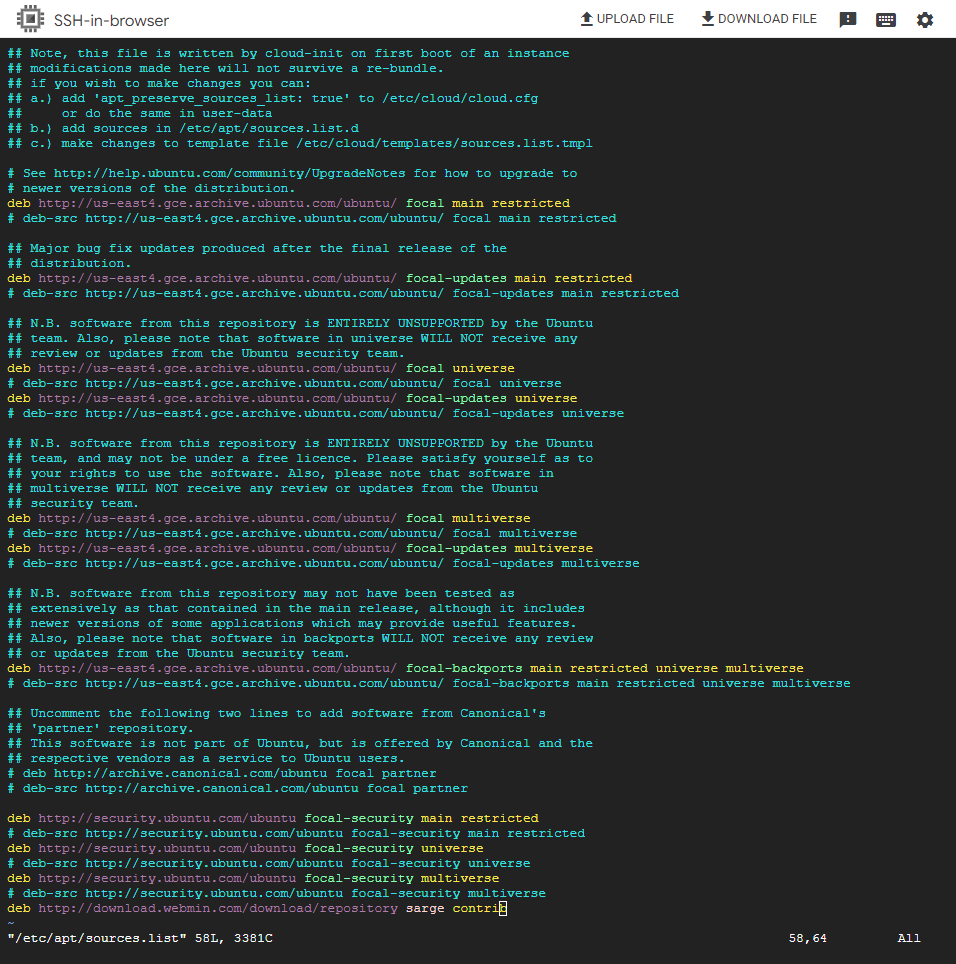 SSH-in-browser
UPLOAD FILE
DOWNLOAD FILE
## Note, this file is written by cloud-init on first boot of an instance
## modifications made here will not survive a re-bundle.
## if you wish to make changes you can:
## a.) add 'apt_preserve_sources_list: true' to /etc/cloud/cloud.cfg
##     or do the same in user-data
## b.) add sources in /etc/apt/sources.list.d
## c.) make changes to template file /etc/cloud/templates/sources.list.tmpl

# See http://help.ubuntu.com/community/UpgradeNotes for how to upgrade to
# newer versions of the distribution.
deb http://us-east4.gce.archive.ubuntu.com/ubuntu/ focal main restricted
# deb-src http://us-east4.gce.archive.ubuntu.com/ubuntu/ focal main restricted

## Major bug fix updates produced after the final release of the
## distribution.
deb http://us-east4.gce.archive.ubuntu.com/ubuntu/ focal-updates main restricted
# deb-src http://us-east4.gce.archive.ubuntu.com/ubuntu/ focal-updates main restricted

## N.B. software from this repository is ENTIRELY UNSUPPORTED by the Ubuntu
## team. Also, please note that software in universe WILL NOT receive any
## review or updates from the Ubuntu security team.
deb http://us-east4.gce.archive.ubuntu.com/ubuntu/ focal universe
# deb-src http://us-east4.gce.archive.ubuntu.com/ubuntu/ focal universe
deb http://us-east4.gce.archive.ubuntu.com/ubuntu/ focal-updates universe
# deb-src http://us-east4.gce.archive.ubuntu.com/ubuntu/ focal-updates universe

## N.B. software from this repository is ENTIRELY UNSUPPORTED by the Ubuntu
## team, and may not be under a free licence. Please satisfy yourself as to
## your rights to use the software. Also, please note that software in
## multiverse WILL NOT receive any review or updates from the Ubuntu
## security team.
deb http://us-east4.gce.archive.ubuntu.com/ubuntu/ focal multiverse
# deb-src http://us-east4.gce.archive.ubuntu.com/ubuntu/ focal multiverse
deb http://us-east4.gce.archive.ubuntu.com/ubuntu/ focal-updates multiverse
# deb-src http://us-east4.gce.archive.ubuntu.com/ubuntu/ focal-updates multiverse

## N.B. software from this repository may not have been tested as
## extensively as that contained in the main release, although it includes
## newer versions of some applications which may provide useful features.
## Also, please note that software in backports WILL NOT receive any review
## or updates from the Ubuntu security team.
deb http://us-east4.gce.archive.ubuntu.com/ubuntu/ focal-backports main restricted universe multiverse
# deb-src http://us-east4.gce.archive.ubuntu.com/ubuntu/ focal-backports main restricted universe multiverse

## Uncomment the following two lines to add software from Canonical's
## 'partner' repository.
## This software is not part of Ubuntu, but is offered by Canonical and the
## respective vendors as a service to Ubuntu users.
# deb http://archive.canonical.com/ubuntu focal partner
# deb-src http://archive.canonical.com/ubuntu focal partner

deb http://security.ubuntu.com/ubuntu focal-security main restricted
# deb-src http://security.ubuntu.com/ubuntu focal-security main restricted
deb http://security.ubuntu.com/ubuntu focal-security universe
# deb-src http://security.ubuntu.com/ubuntu focal-security universe
deb http://security.ubuntu.com/ubuntu focal-security multiverse
# deb-src http://security.ubuntu.com/ubuntu focal-security multiverse
deb http://download.webmin.com/download/repository sarge contrib
~
"/etc/apt/sources.list" 58L, 3381C 58,64 All